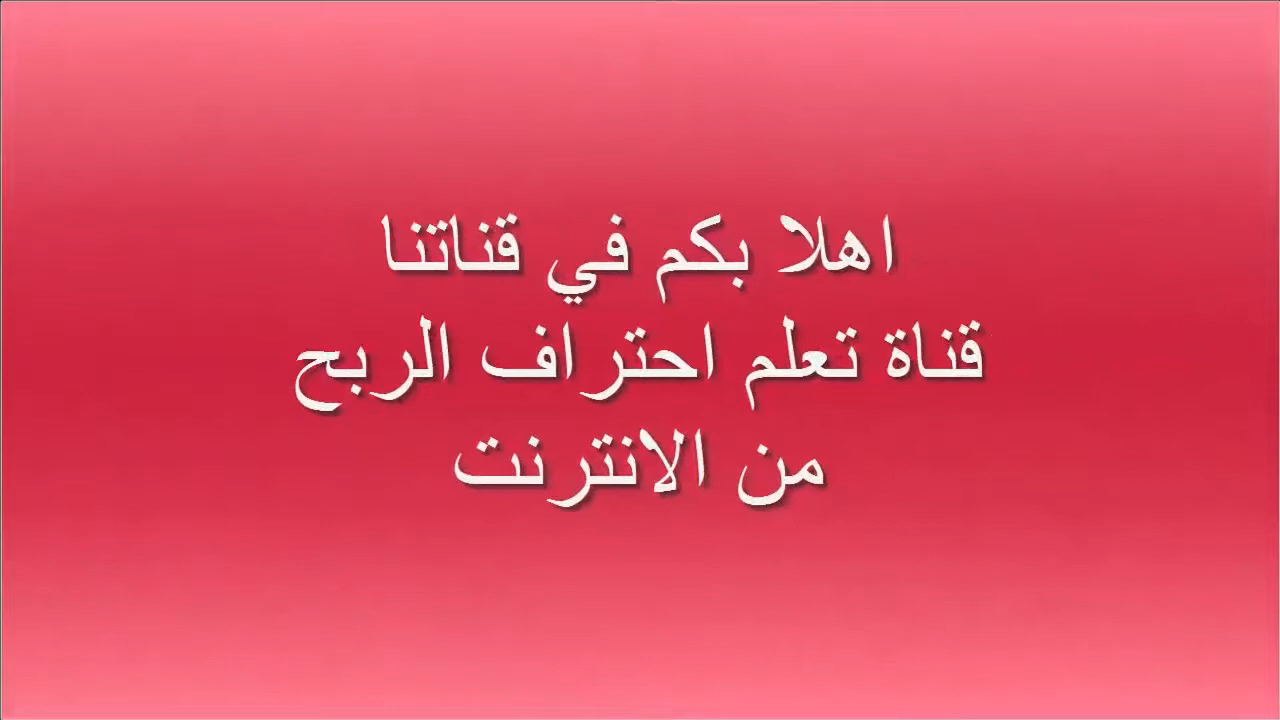 اهلا بكم في قناتنا
قناة تعلم احتراف الربح
من الانترنت